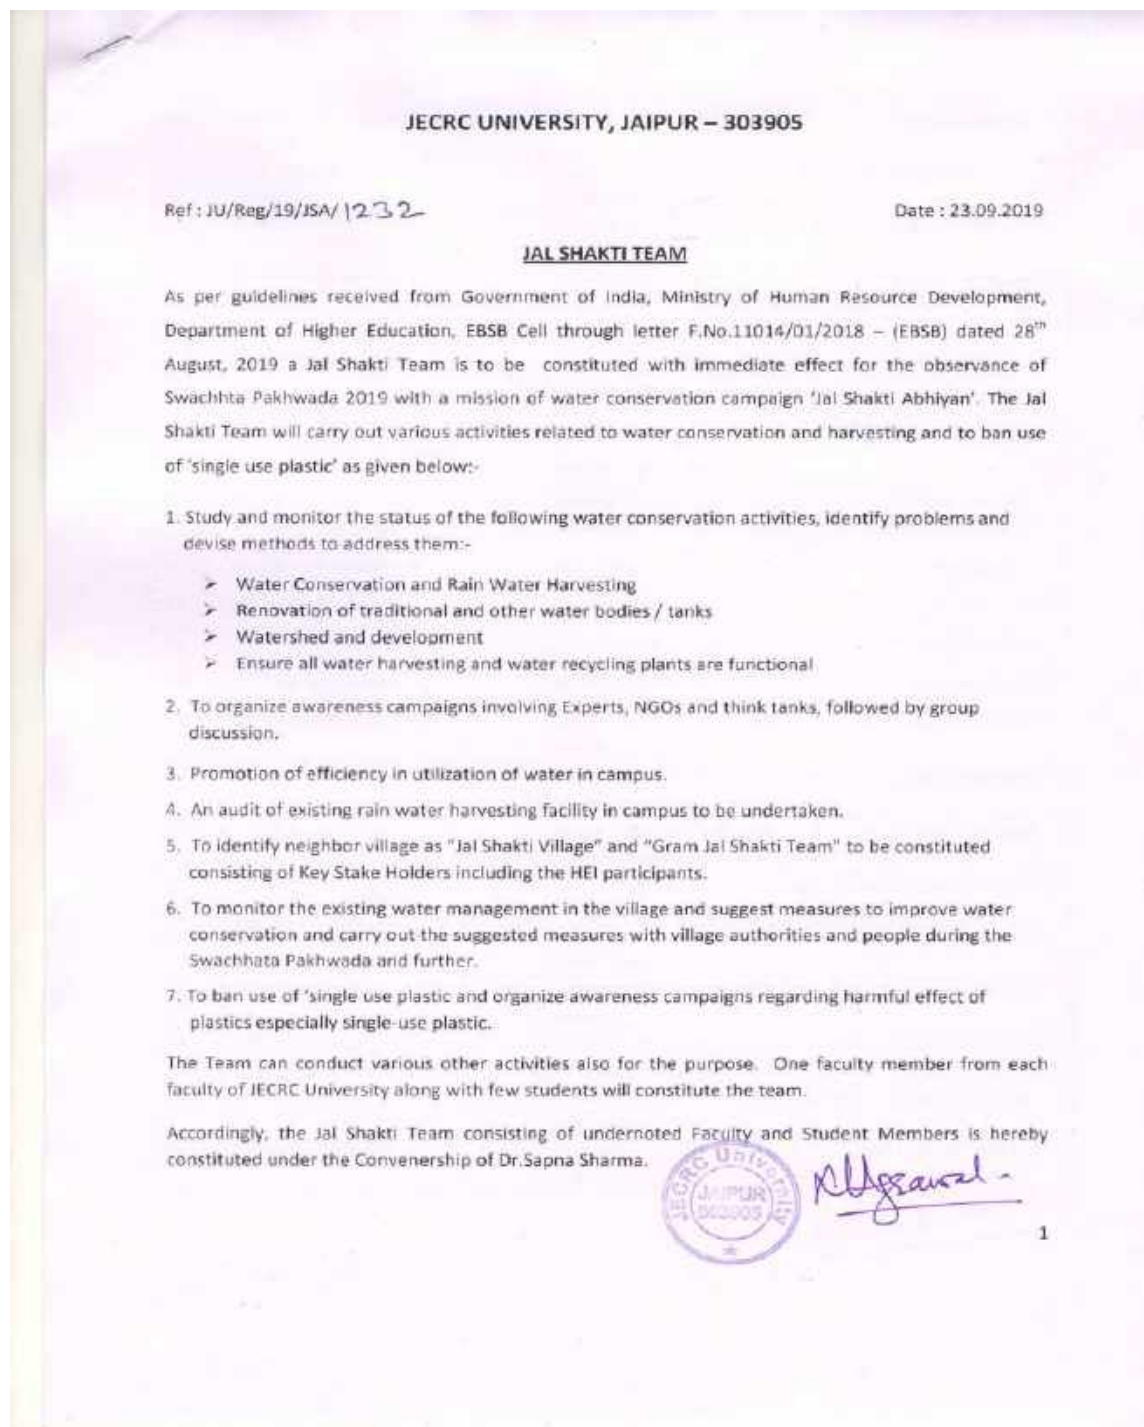 JECRC UNIVERSITY, JAIPUR – 303905
Ref : JU/Reg/19/JSA/ 1232
Date : 23.09.2019
JAL SHAKTI TEAM
As per guidelines received from Government of India, Ministry of Human Resource Development,
Department of Higher Education, EBSB Cell through letter F.No.11014/01/2018 – (EBSB) dated 28th
August, 2019 a Jal Shakti Team is to be constituted with immediate effect for the observance of
Swachhta Pakhwada 2019 with a mission of water conservation campaign 'Jal Shakti Abhiyan'. The Jal
Shakti Team will carry out various activities related to water conservation and harvesting and to ban use
of 'single use plastic' as given below:-
1. Study and monitor the status of the following water conservation activities, identify problems and
devise methods to address them:-
➢ Water Conservation and Rain Water Harvesting
➢ Renovation of traditional and other water bodies / tanks
➢ Watershed and development
➢ Ensure all water harvesting and water recycling plants are functional
2. To organize awareness campaigns involving Experts, NGOs and think tanks, followed by group
discussion.
3. Promotion of efficiency in utilization of water in campus.
4. An audit of existing rain water harvesting facility in campus to be undertaken.
5. To identify neighbor village as "Jal Shakti Village" and "Gram Jal Shakti Team" to be constituted
consisting of Key Stake Holders including the HEI participants.
6. To monitor the existing water management in the village and suggest measures to improve water
conservation and carry out the suggested measures with village authorities and people during the
Swachhata Pakhwada and further.
7. To ban use of 'single use plastic and organize awareness campaigns regarding harmful effect of
plastics especially single-use plastic.
The Team can conduct various other activities also for the purpose. One faculty member from each
faculty of JECRC University along with few students will constitute the team.
Accordingly, the Jal Shakti Team consisting of undernoted Faculty and Student Members is hereby
constituted under the Convenership of Dr.Sapna Sharma.
JECRC University
JAIPUR
303905
1